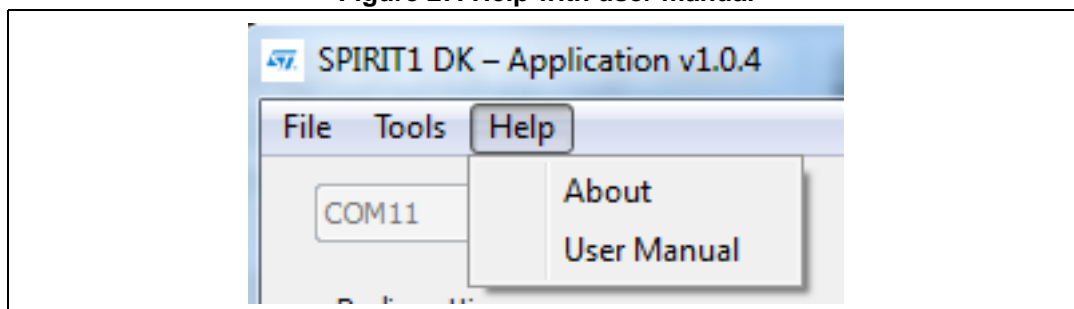 SPIRIT1 DK – Application v1.0.4
File Tools Help
About
COM11
User Manual